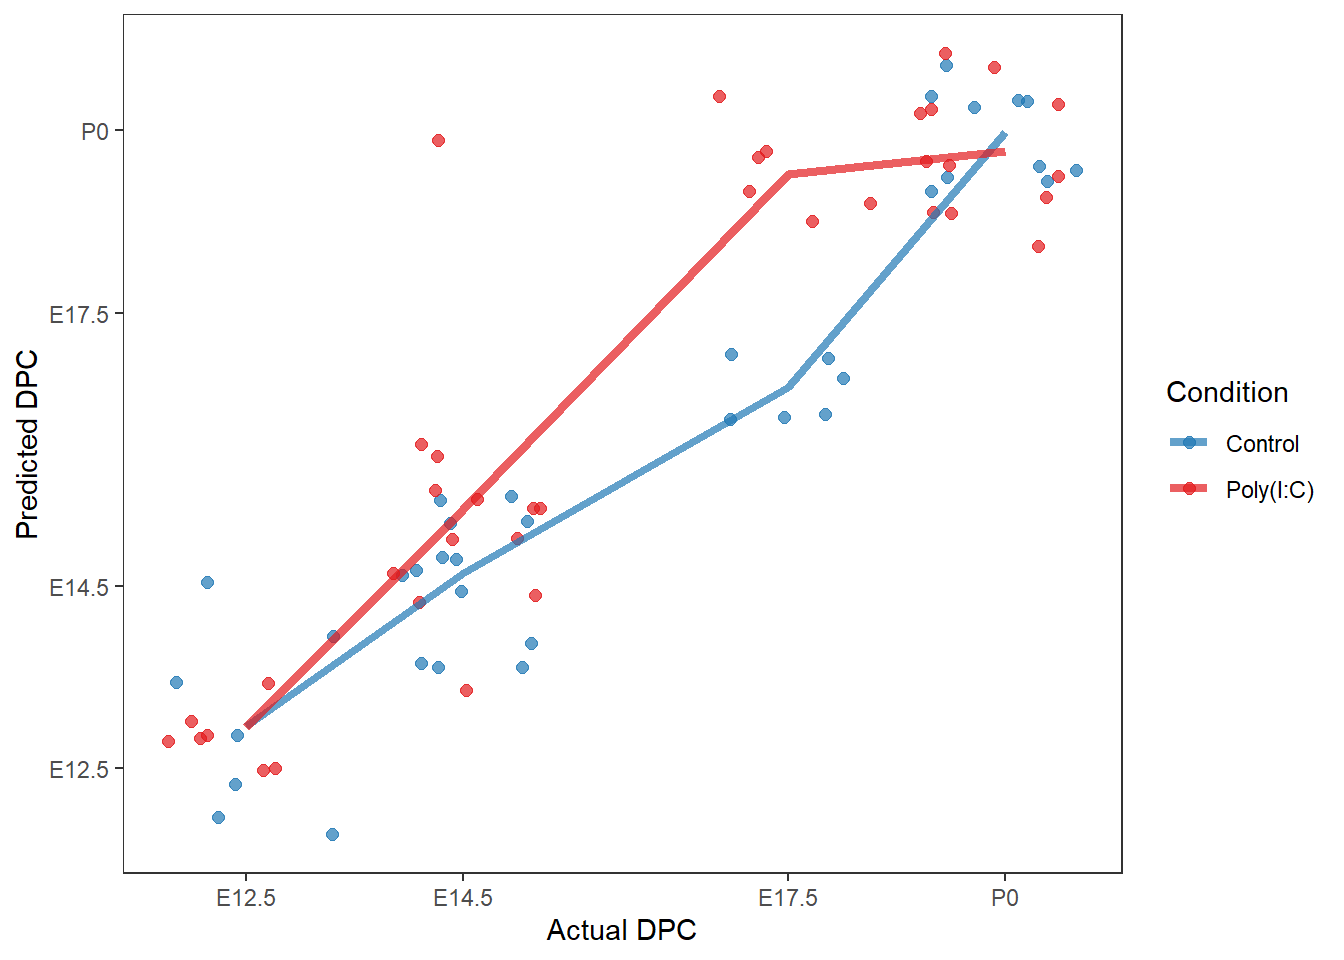 P0
E17.5
E14.5
E12.5
Predicted DPC
E12.5 E14.5 E17.5 P0
Actual DPC
Condition
Control
Poly(I:C)